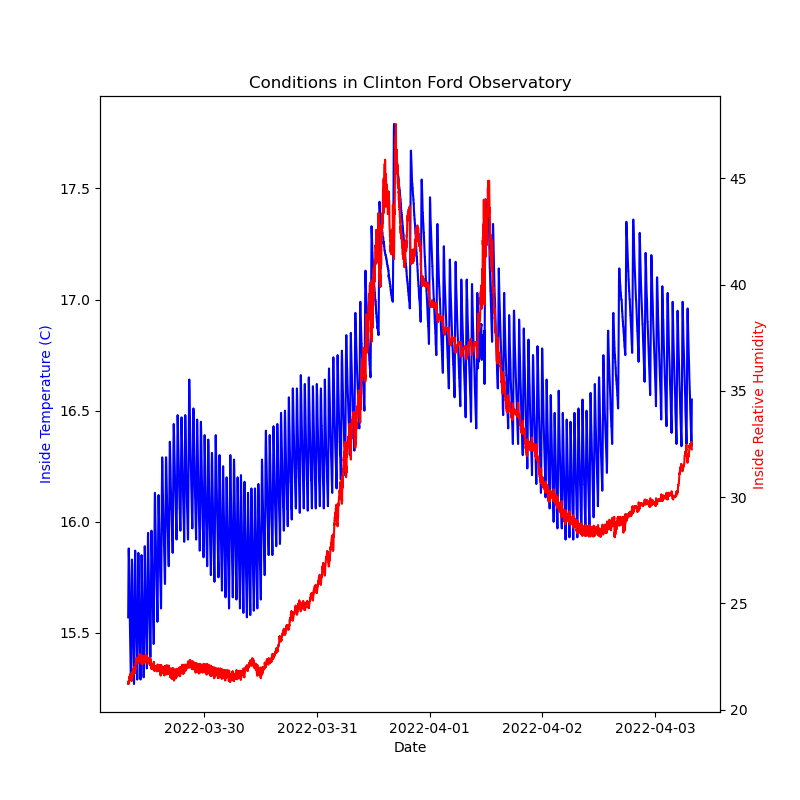 Conditions in Clinton Ford Observatory
Inside Temperature (C)
17.5
17.0
16.5
16.0
15.5
45
40
35
30
25
20
Inside Relative Humidity
2022-03-30 2022-03-31 2022-04-01 2022-04-02 2022-04-03
Date